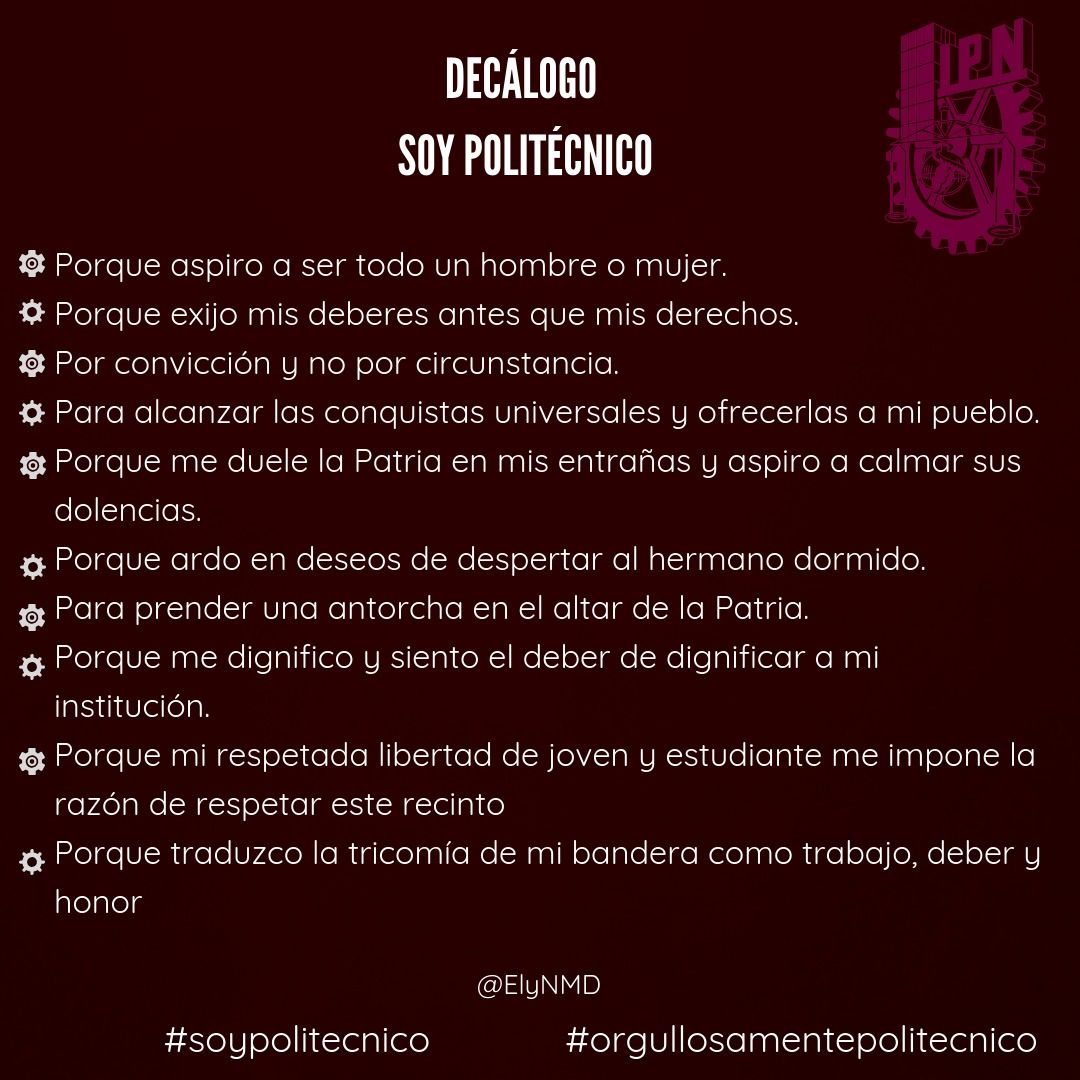 IPN
DECÁLOGO
SOY POLITÉCNICO
Porque aspiro a ser todo un hombre o mujer.
Porque exijo mis deberes antes que mis derechos.
Por convicción y no por circunstancia.
Para alcanzar las conquistas universales y ofrecerlas a mi pueblo.
Porque me duele la Patria en mis entrañas y aspiro a calmar sus
dolencias.
Porque ardo en deseos de despertar al hermano dormido.
Para prender una antorcha en el altar de la Patria.
Porque me dignifico y siento el deber de dignificar a mi
institución.
Porque mi respetada libertad de joven y estudiante me impone la
razón de respetar este recinto
Porque traduzco la tricomía de mi bandera como trabajo, deber y
honor
@ElyNMD
#soypolitecnico #orgullosamentepolitecnico